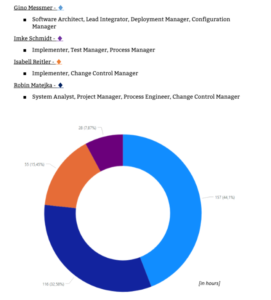 Gino Messmer -
Software Architect, Lead Integrator, Deployment Manager, Configuration
Manager
Imke Schmidt -
Implementer, Test Manager, Process Manager
Isabell Reitler -
Implementer, Change Control Manager
Robin Matejka -
System Analyst, Project Manager, Process Engineer, Change Control Manager
[in hours]